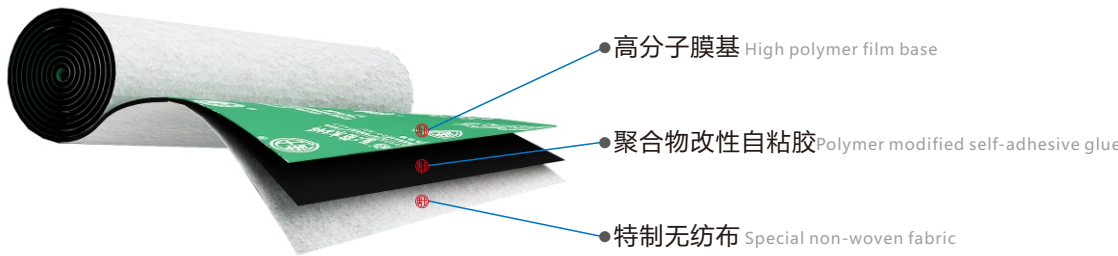 高分子膜基 High polymer film base
聚合物改性自粘胶Polymer modified self-adhesive glue
特制无纺布 Special non-woven fabric